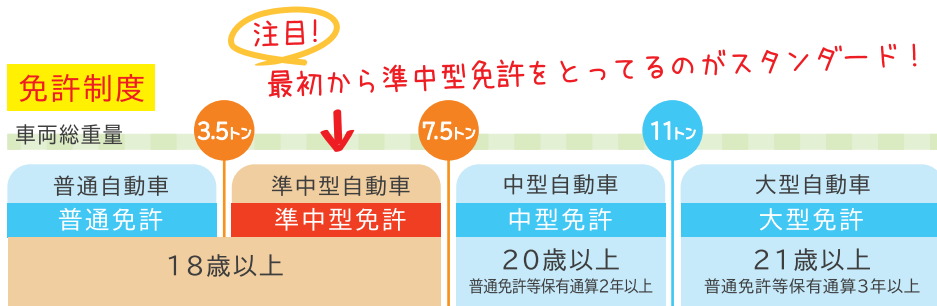 注目!
最初から準中型免許をとってるのがスタンダード!
免許制度
車両総重量
3.5トン
7.5トン
11トン
普通自動車
準中型自動車
中型自動車
大型自動車
普通免許
準中型免許
中型免許
大型免許
18歳以上
20歳以上
普通免許等保有通算2年以上
21歳以上
普通免許等保有通算3年以上